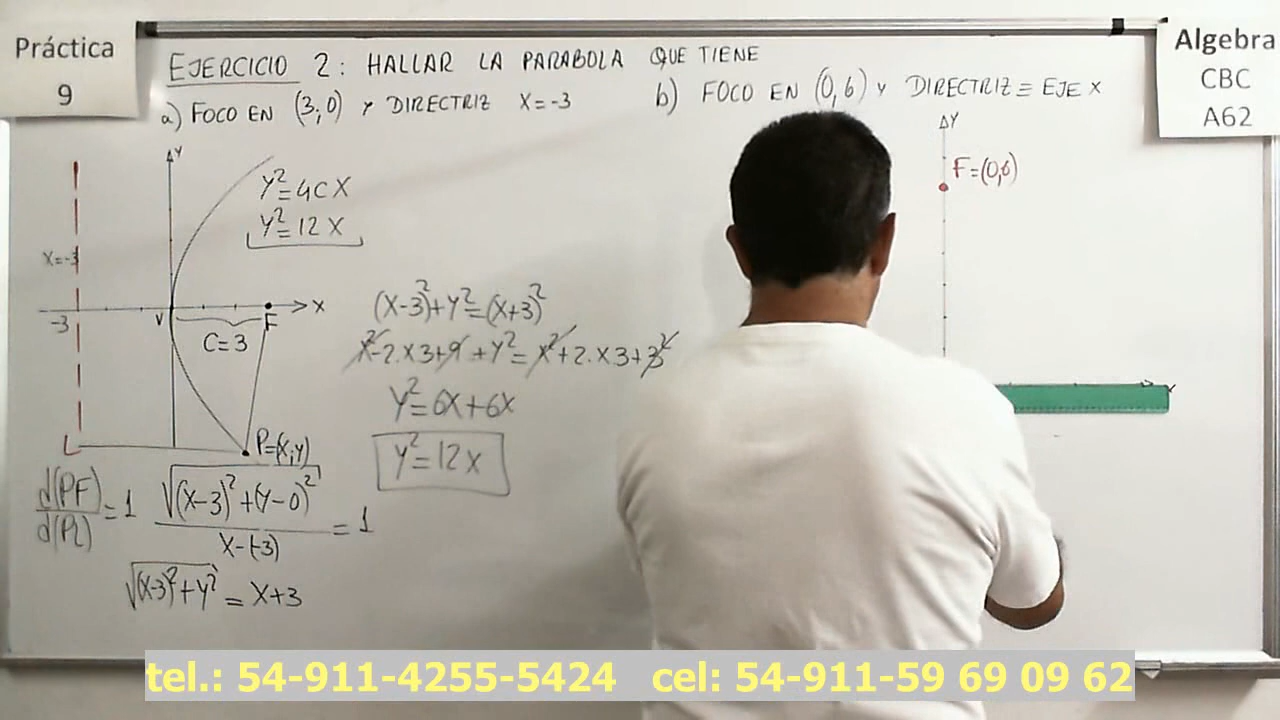 Práctica
9
Algebra
CBC
A62
EJERCICIO 2: HALLAR LA PARABOLA QUE TIENE
a) FOCO EN (3;0) Y DIRECTRIZ X=-3
b) FOCO EN (0,6) Y DIRECTRIZ ≡ EJE X
Y
Y²=4CX
Y²=12X
X=-3
-3
V
F
X
C=3
L
P=(X,Y)
d(PF)/d(PL) = 1
√((X-3)²+(Y-0)²)/(X-(-3)) = 1
√((X-3)²+Y²) = X+3
(X-3)²+Y²=(X+3)²
X²-2.X3+9+Y²=X²+2.X3+3²
Y²=6X+6X
Y²=12X
Y
F=(0,6)
X
tel.: 54-911-4255-5424 cel: 54-911-59 69 09 62